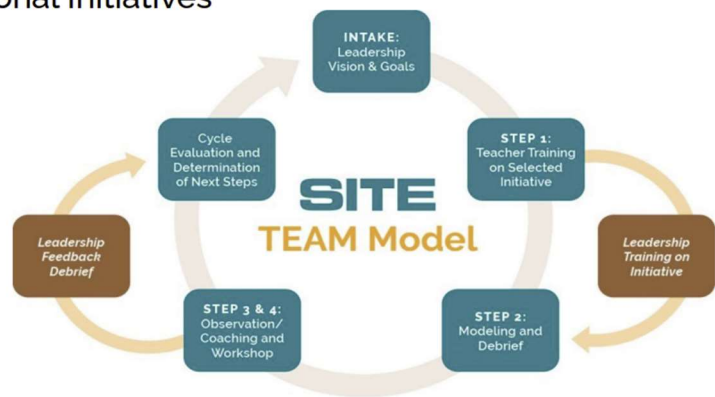 INTAKE:
Leadership
Vision & Goals
STEP 1:
Teacher Training
on Selected
Initiative
Leadership
Training on
Initiative
STEP 2:
Modeling and
Debrief
STEP 3 & 4:
Observation/
Coaching and
Workshop
Leadership
Feedback
Debrief
Cycle
Evaluation and
Determination
of Next Steps
SITE
TEAM Model